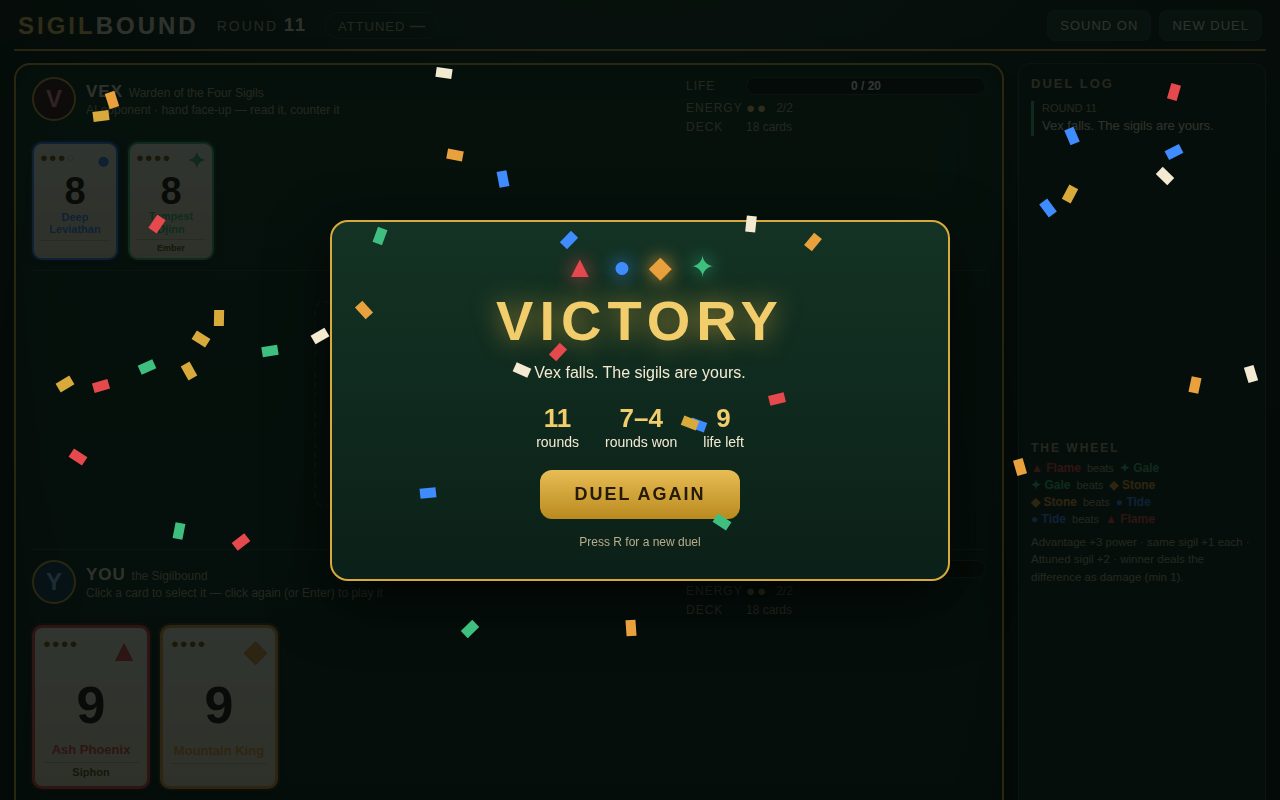 SIGILBOUND ROUND 11 ATTUNED — SOUND ON NEW DUEL
V VEX Warden of the Four Sigils
AI opponent · hand face-up — read it, counter it
LIFE 0 / 20
ENERGY 2/2
DECK 18 cards
8 Deep Leviathan
8 Tempest Djinn
Ember
DUEL LOG
ROUND 11
Vex falls. The sigils are yours.
VICTORY
Vex falls. The sigils are yours.
11 7–4 9
rounds rounds won life left
DUEL AGAIN
Press R for a new duel
THE WHEEL
Flame beats Gale
Gale beats Stone
Stone beats Tide
Tide beats Flame
Advantage +3 power · same sigil +1 each ·
Attuned sigil +2 · winner deals the
difference as damage (min 1).
Y YOU the Sigilbound
Click a card to select it — click again (or Enter) to play it
ENERGY 2/2
DECK 18 cards
9 Ash Phoenix
Siphon
9 Mountain King